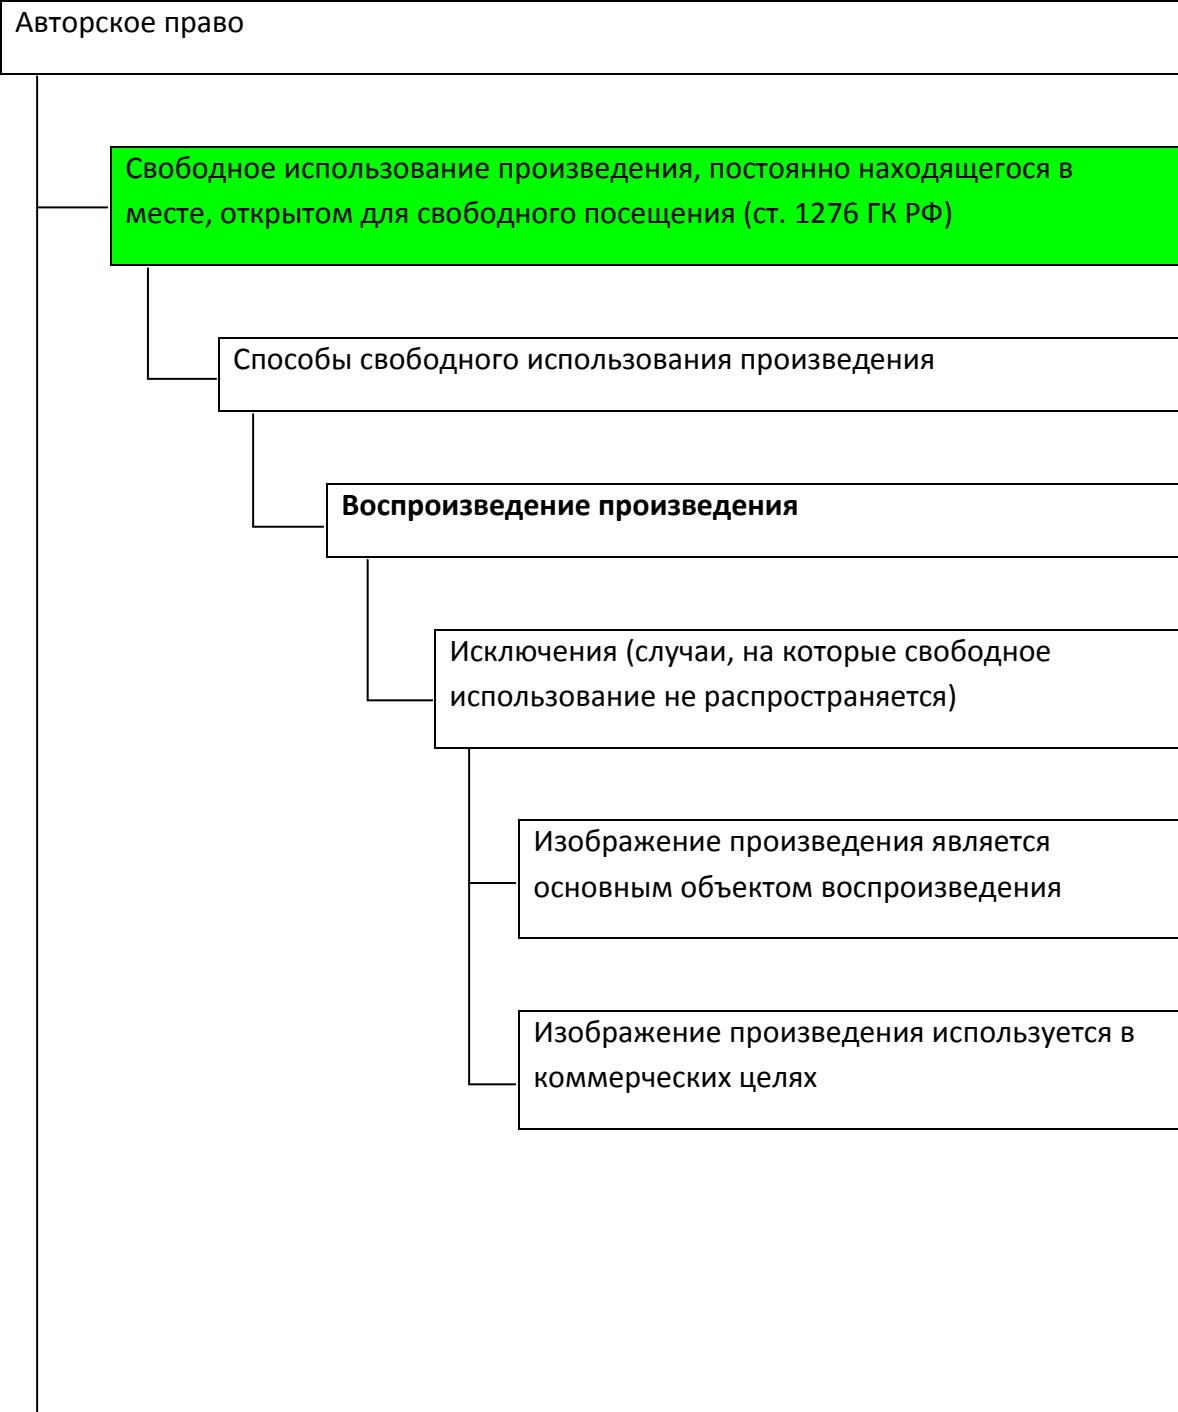 Авторское право
Свободное использование произведения, постоянно находящегося в
месте, открытом для свободного посещения (ст. 1276 ГК РФ)
Способы свободного использования произведения
Воспроизведение произведения
Исключения (случаи, на которые свободное
использование не распространяется)
Изображение произведения является
основным объектом воспроизведения
Изображение произведения используется в
коммерческих целях